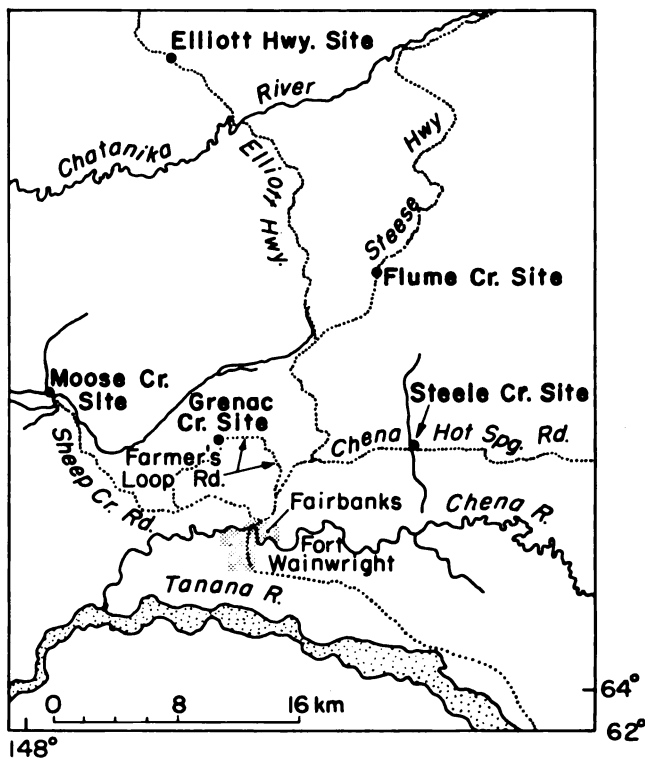 Elliott Hwy. Site
River
Chatanika
Elliott Hwy.
Hwy
Steese
Flume Cr. Site
Moose Cr.
Site
Grenac
Cr. Site
Steele Cr. Site
Farmer's
Loop Rd.
Chena Hot Spg. Rd.
Sheep Cr. Rd.
Fairbanks
Chena R.
Fort
Wainwright
Tanana R.
0 8 16 km
64°
62°
148°